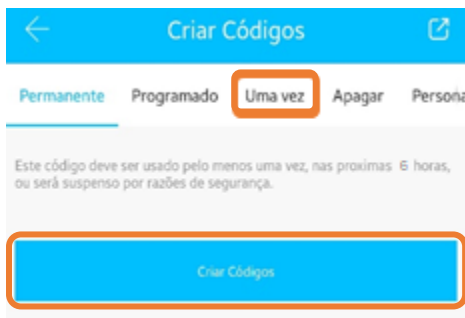 Criar Códigos
Permanente Programado Uma vez Apagar Persona
Este código deve ser usado pelo menos uma vez, nas proximas 6 horas,
ou será suspenso por razões de segurança.
Criar Códigos